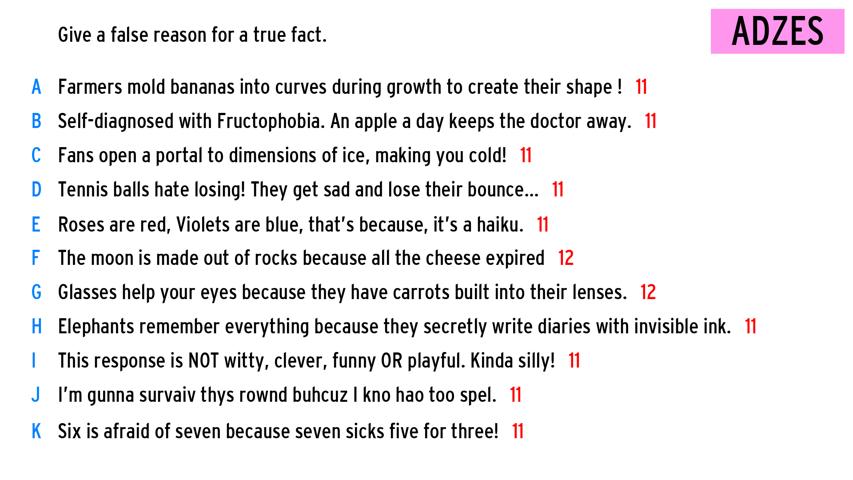 Give a false reason for a true fact.
ADZES
A Farmers mold bananas into curves during growth to create their shape ! 11
B Self-diagnosed with Fructophobia. An apple a day keeps the doctor away. 11
C Fans open a portal to dimensions of ice, making you cold! 11
D Tennis balls hate losing! They get sad and lose their bounce... 11
E Roses are red, Violets are blue, that's because, it's a haiku. 11
F The moon is made out of rocks because all the cheese expired 12
G Glasses help your eyes because they have carrots built into their lenses. 12
H Elephants remember everything because they secretly write diaries with invisible ink. 11
I This response is NOT witty, clever, funny OR playful. Kinda silly! 11
J I'm gunna survaiv thys rownd buhcuz I kno hao too spel. 11
K Six is afraid of seven because seven sicks five for three! 11